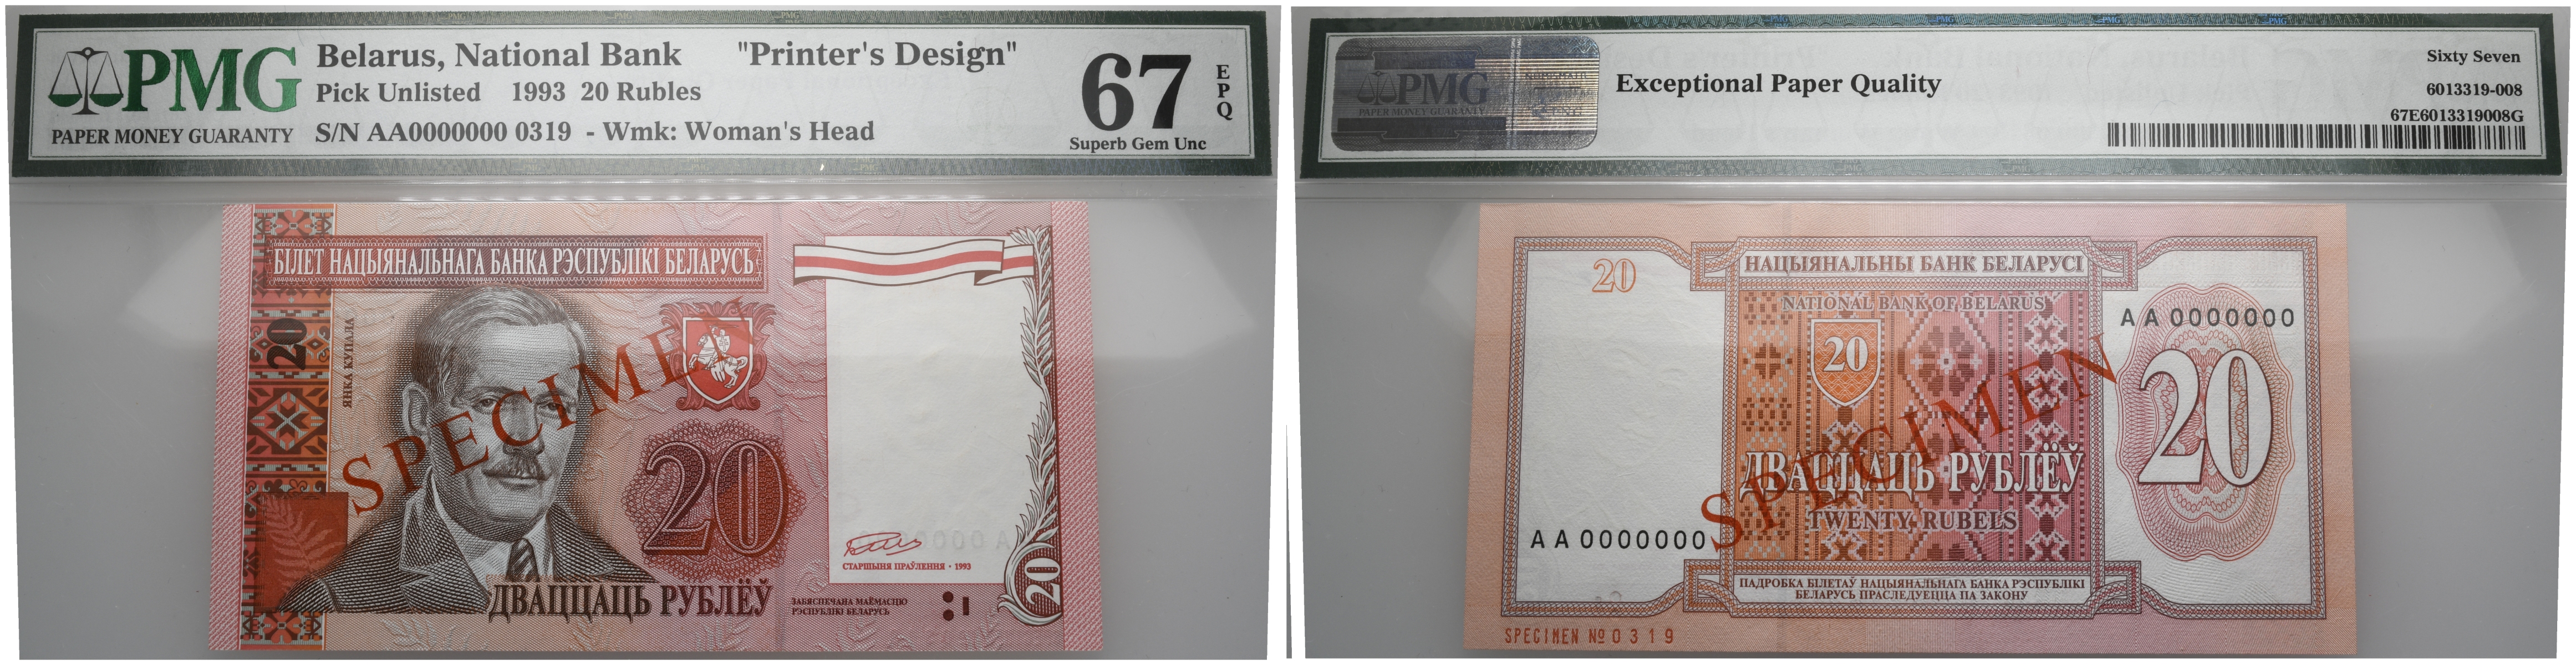 PMG
PAPER MONEY GUARANTY
Belarus, National Bank "Printer's Design"
Pick Unlisted 1993 20 Rubles
S/N AA0000000 0319 - Wmk: Woman's Head
67
EPQ
Superb Gem Unc
БІЛЕТ НАЦЫЯНАЛЬНАГА БАНКА РЭСПУБЛІКІ БЕЛАРУСЬ
20
ЯНКА КУПАЛА
SPECIMEN
20
ДВАЦЦАЦЬ РУБЛЁЎ
ЗАБЯСПЕЧАНА МАЁМАСЦЮ
РЭСПУБЛІКІ БЕЛАРУСЬ
СТАРШЫНЯ ПРАЎЛЕННЯ · 1993
20
PMG
PAPER MONEY GUARANTY
Exceptional Paper Quality
Sixty Seven
6013319-008
67E6013319008G
20
НАЦЫЯНАЛЬНЫ БАНК БЕЛАРУСІ
NATIONAL BANK OF BELARUS
20
AA 0000000
20
SPECIMEN
ДВАЦЦАЦЬ РУБЛЁЎ
TWENTY RUBELS
AA 0000000
ПАДРОБКА БІЛЕТАЎ НАЦЫЯНАЛЬНАГА БАНКА РЭСПУБЛІКІ
БЕЛАРУСЬ ПРАСЛЕДУЕЦЦА ПА ЗАКОНУ
SPECIMEN № 0319